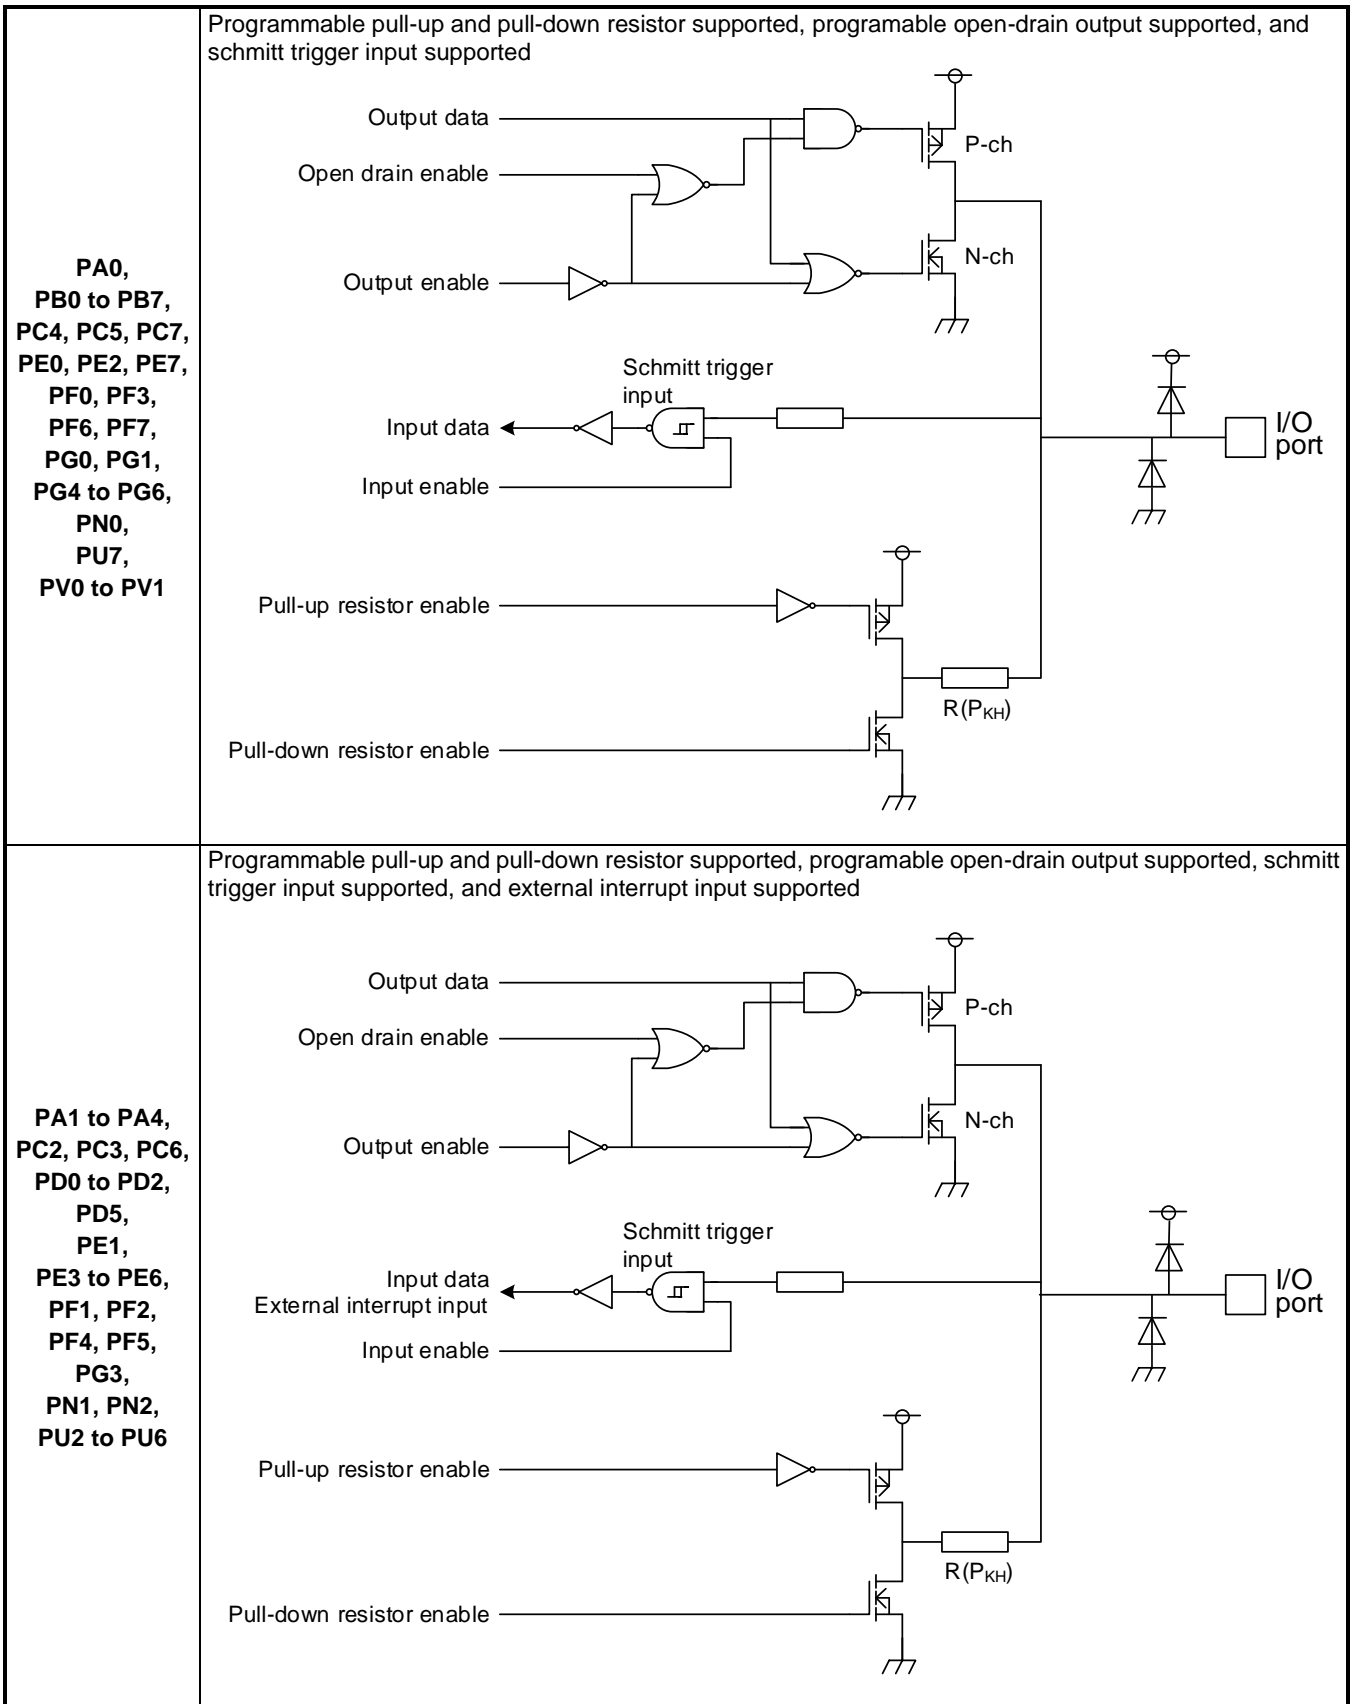 Programmable pull-up and pull-down resistor supported, programable open-drain output supported, and
schmitt trigger input supported
PA0,
PB0 to PB7,
PC4, PC5, PC7,
PE0, PE2, PE7,
PF0, PF3,
PF6, PF7,
PG0, PG1,
PG4 to PG6,
PN0,
PU7,
PV0 to PV1
Output data
P-ch
Open drain enable
N-ch
Output enable
Schmitt trigger
input
Input data
I/O
port
Input enable
Pull-up resistor enable
R(PKH)
Pull-down resistor enable
Programmable pull-up and pull-down resistor supported, programable open-drain output supported, schmitt
trigger input supported, and external interrupt input supported
PA1 to PA4,
PC2, PC3, PC6,
PD0 to PD2,
PD5,
PE1,
PE3 to PE6,
PF1, PF2,
PF4, PF5,
PG3,
PN1, PN2,
PU2 to PU6
Output data
P-ch
Open drain enable
N-ch
Output enable
Schmitt trigger
input
Input data
External interrupt input
I/O
port
Input enable
Pull-up resistor enable
R(PKH)
Pull-down resistor enable